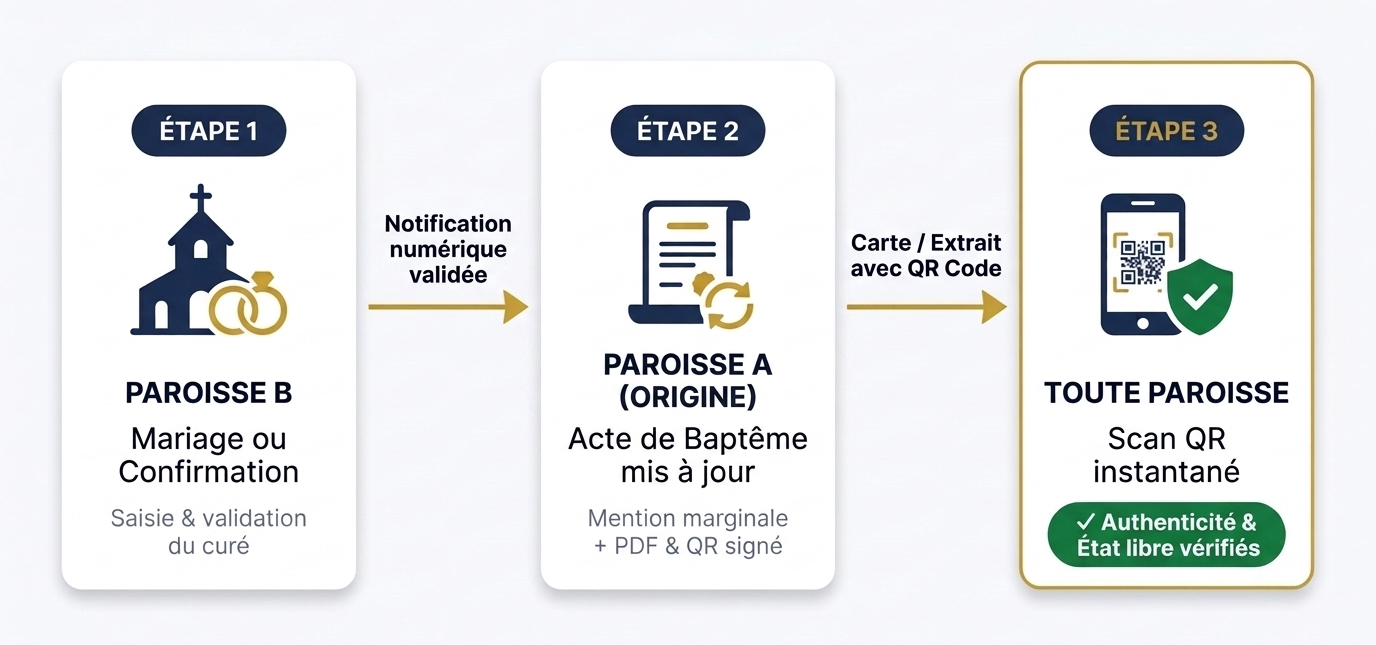 ÉTAPE 1
PAROISSE B
Mariage ou
Confirmation
Saisie & validation
du curé
Notification
numérique
validée
ÉTAPE 2
PAROISSE A
(ORIGINE)
Acte de Baptême
mis à jour
Mention marginale
+ PDF & QR signé
Carte / Extrait
avec QR Code
ÉTAPE 3
TOUTE PAROISSE
Scan QR
instantané
✓ Authenticité &
État libre vérifiés